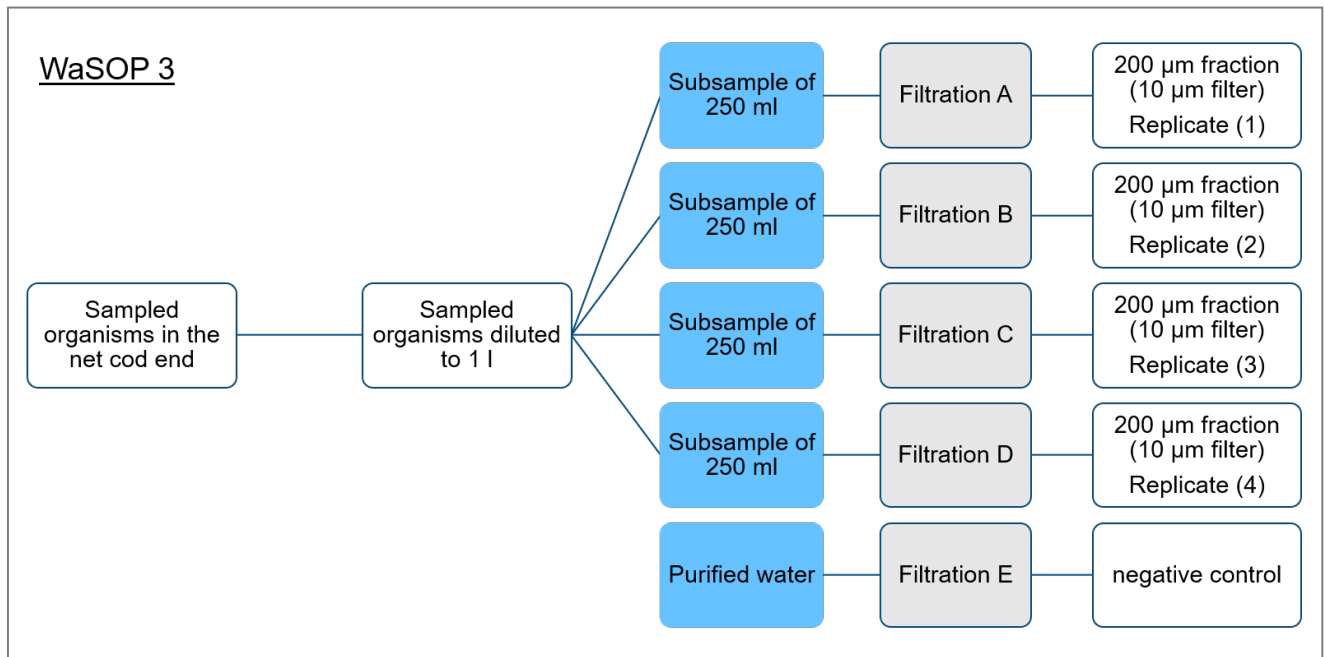 WaSOP 3
Sampled
organisms in the
net cod end
Sampled
organisms diluted
to 1 l
Subsample of
250 ml
Filtration A
200 µm fraction
(10 µm filter)
Replicate (1)
Subsample of
250 ml
Filtration B
200 µm fraction
(10 µm filter)
Replicate (2)
Subsample of
250 ml
Filtration C
200 µm fraction
(10 µm filter)
Replicate (3)
Subsample of
250 ml
Filtration D
200 µm fraction
(10 µm filter)
Replicate (4)
Purified water
Filtration E
negative control